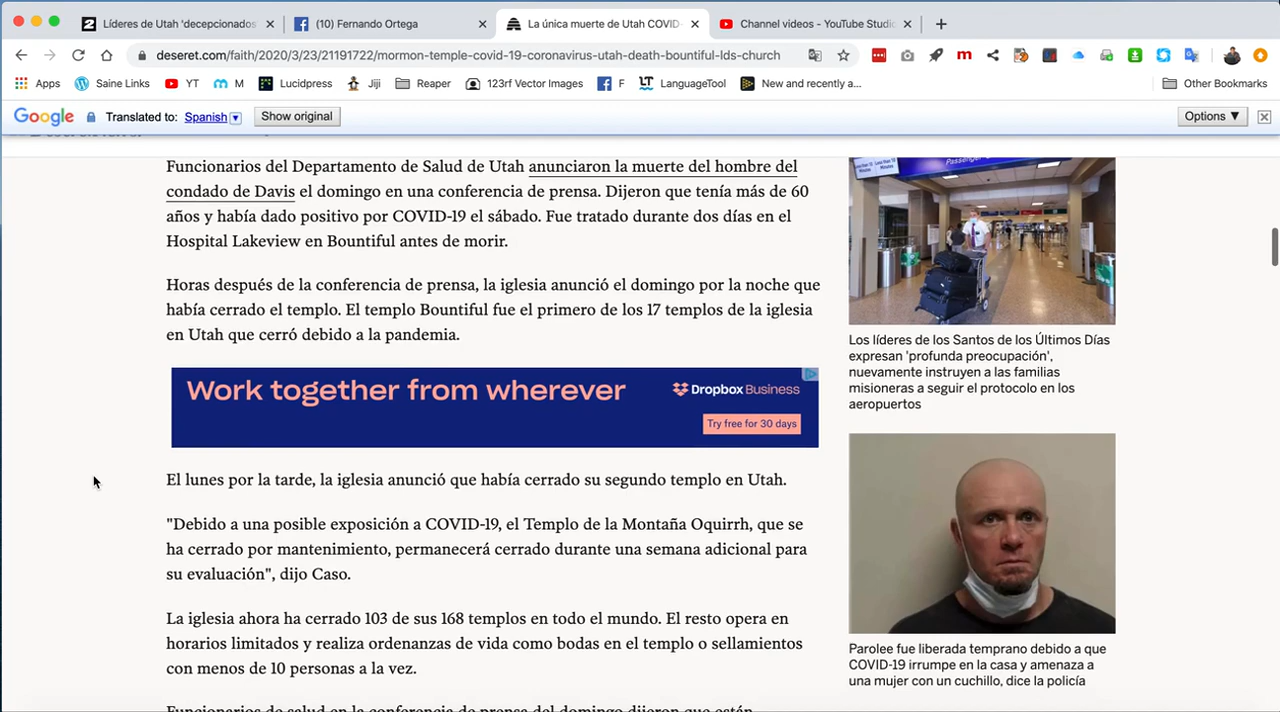 Líderes de Utah 'decepcionados'
(10) Fernando Ortega
La única muerte de Utah COVID-
Channel videos - YouTube Studio
deseret.com/faith/2020/3/23/21191722/mormon-temple-covid-19-coronavirus-utah-death-bountiful-lds-church
Apps
Saine Links
YT
M
Lucidpress
Jiji
Reaper
123rf Vector Images
F
LanguageTool
New and recently a...
Other Bookmarks
Google
Translated to: Spanish
Show original
Options ▼
Funcionarios del Departamento de Salud de Utah anunciaron la muerte del hombre del
condado de Davis el domingo en una conferencia de prensa. Dijeron que tenía más de 60
años y había dado positivo por COVID-19 el sábado. Fue tratado durante dos días en el
Hospital Lakeview en Bountiful antes de morir.
Horas después de la conferencia de prensa, la iglesia anunció el domingo por la noche que
había cerrado el templo. El templo Bountiful fue el primero de los 17 templos de la iglesia
en Utah que cerró debido a la pandemia.
Work together from wherever
Dropbox Business
Try free for 30 days
El lunes por la tarde, la iglesia anunció que había cerrado su segundo templo en Utah.
"Debido a una posible exposición a COVID-19, el Templo de la Montaña Oquirrh, que se
ha cerrado por mantenimiento, permanecerá cerrado durante una semana adicional para
su evaluación", dijo Caso.
La iglesia ahora ha cerrado 103 de sus 168 templos en todo el mundo. El resto opera en
horarios limitados y realiza ordenanzas de vida como bodas en el templo o sellamientos
con menos de 10 personas a la vez.
Funcionarios de salud en la conferencia de prensa del domingo dijeron que están
Los líderes de los Santos de los Últimos Días
expresan 'profunda preocupación',
nuevamente instruyen a las familias
misioneras a seguir el protocolo en los
aeropuertos
Parolee fue liberada temprano debido a que
COVID-19 irrumpe en la casa y amenaza a
una mujer con un cuchillo, dice la policía